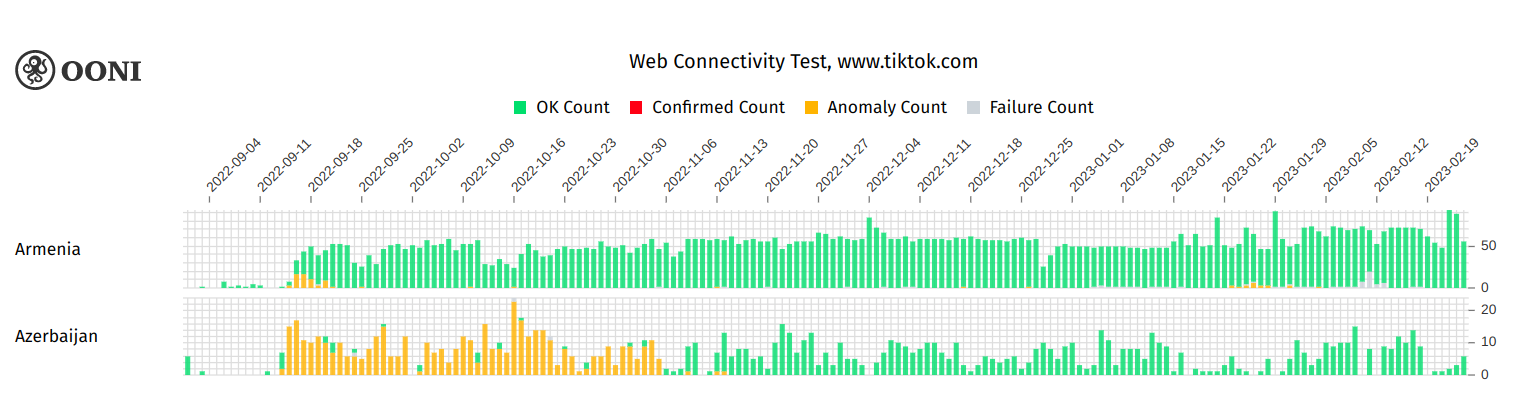 OONI
Web Connectivity Test, www.tiktok.com
OK Count Confirmed Count Anomaly Count Failure Count
2022-09-04 2022-09-11 2022-09-18 2022-09-25 2022-10-02 2022-10-09 2022-10-16 2022-10-23 2022-10-30 2022-11-06 2022-11-13 2022-11-20 2022-11-27 2022-12-04 2022-12-11 2022-12-18 2022-12-25 2023-01-01 2023-01-08 2023-01-15 2023-01-22 2023-01-29 2023-02-05 2023-02-12 2023-02-19
Armenia
50
0
Azerbaijan
20
10
0